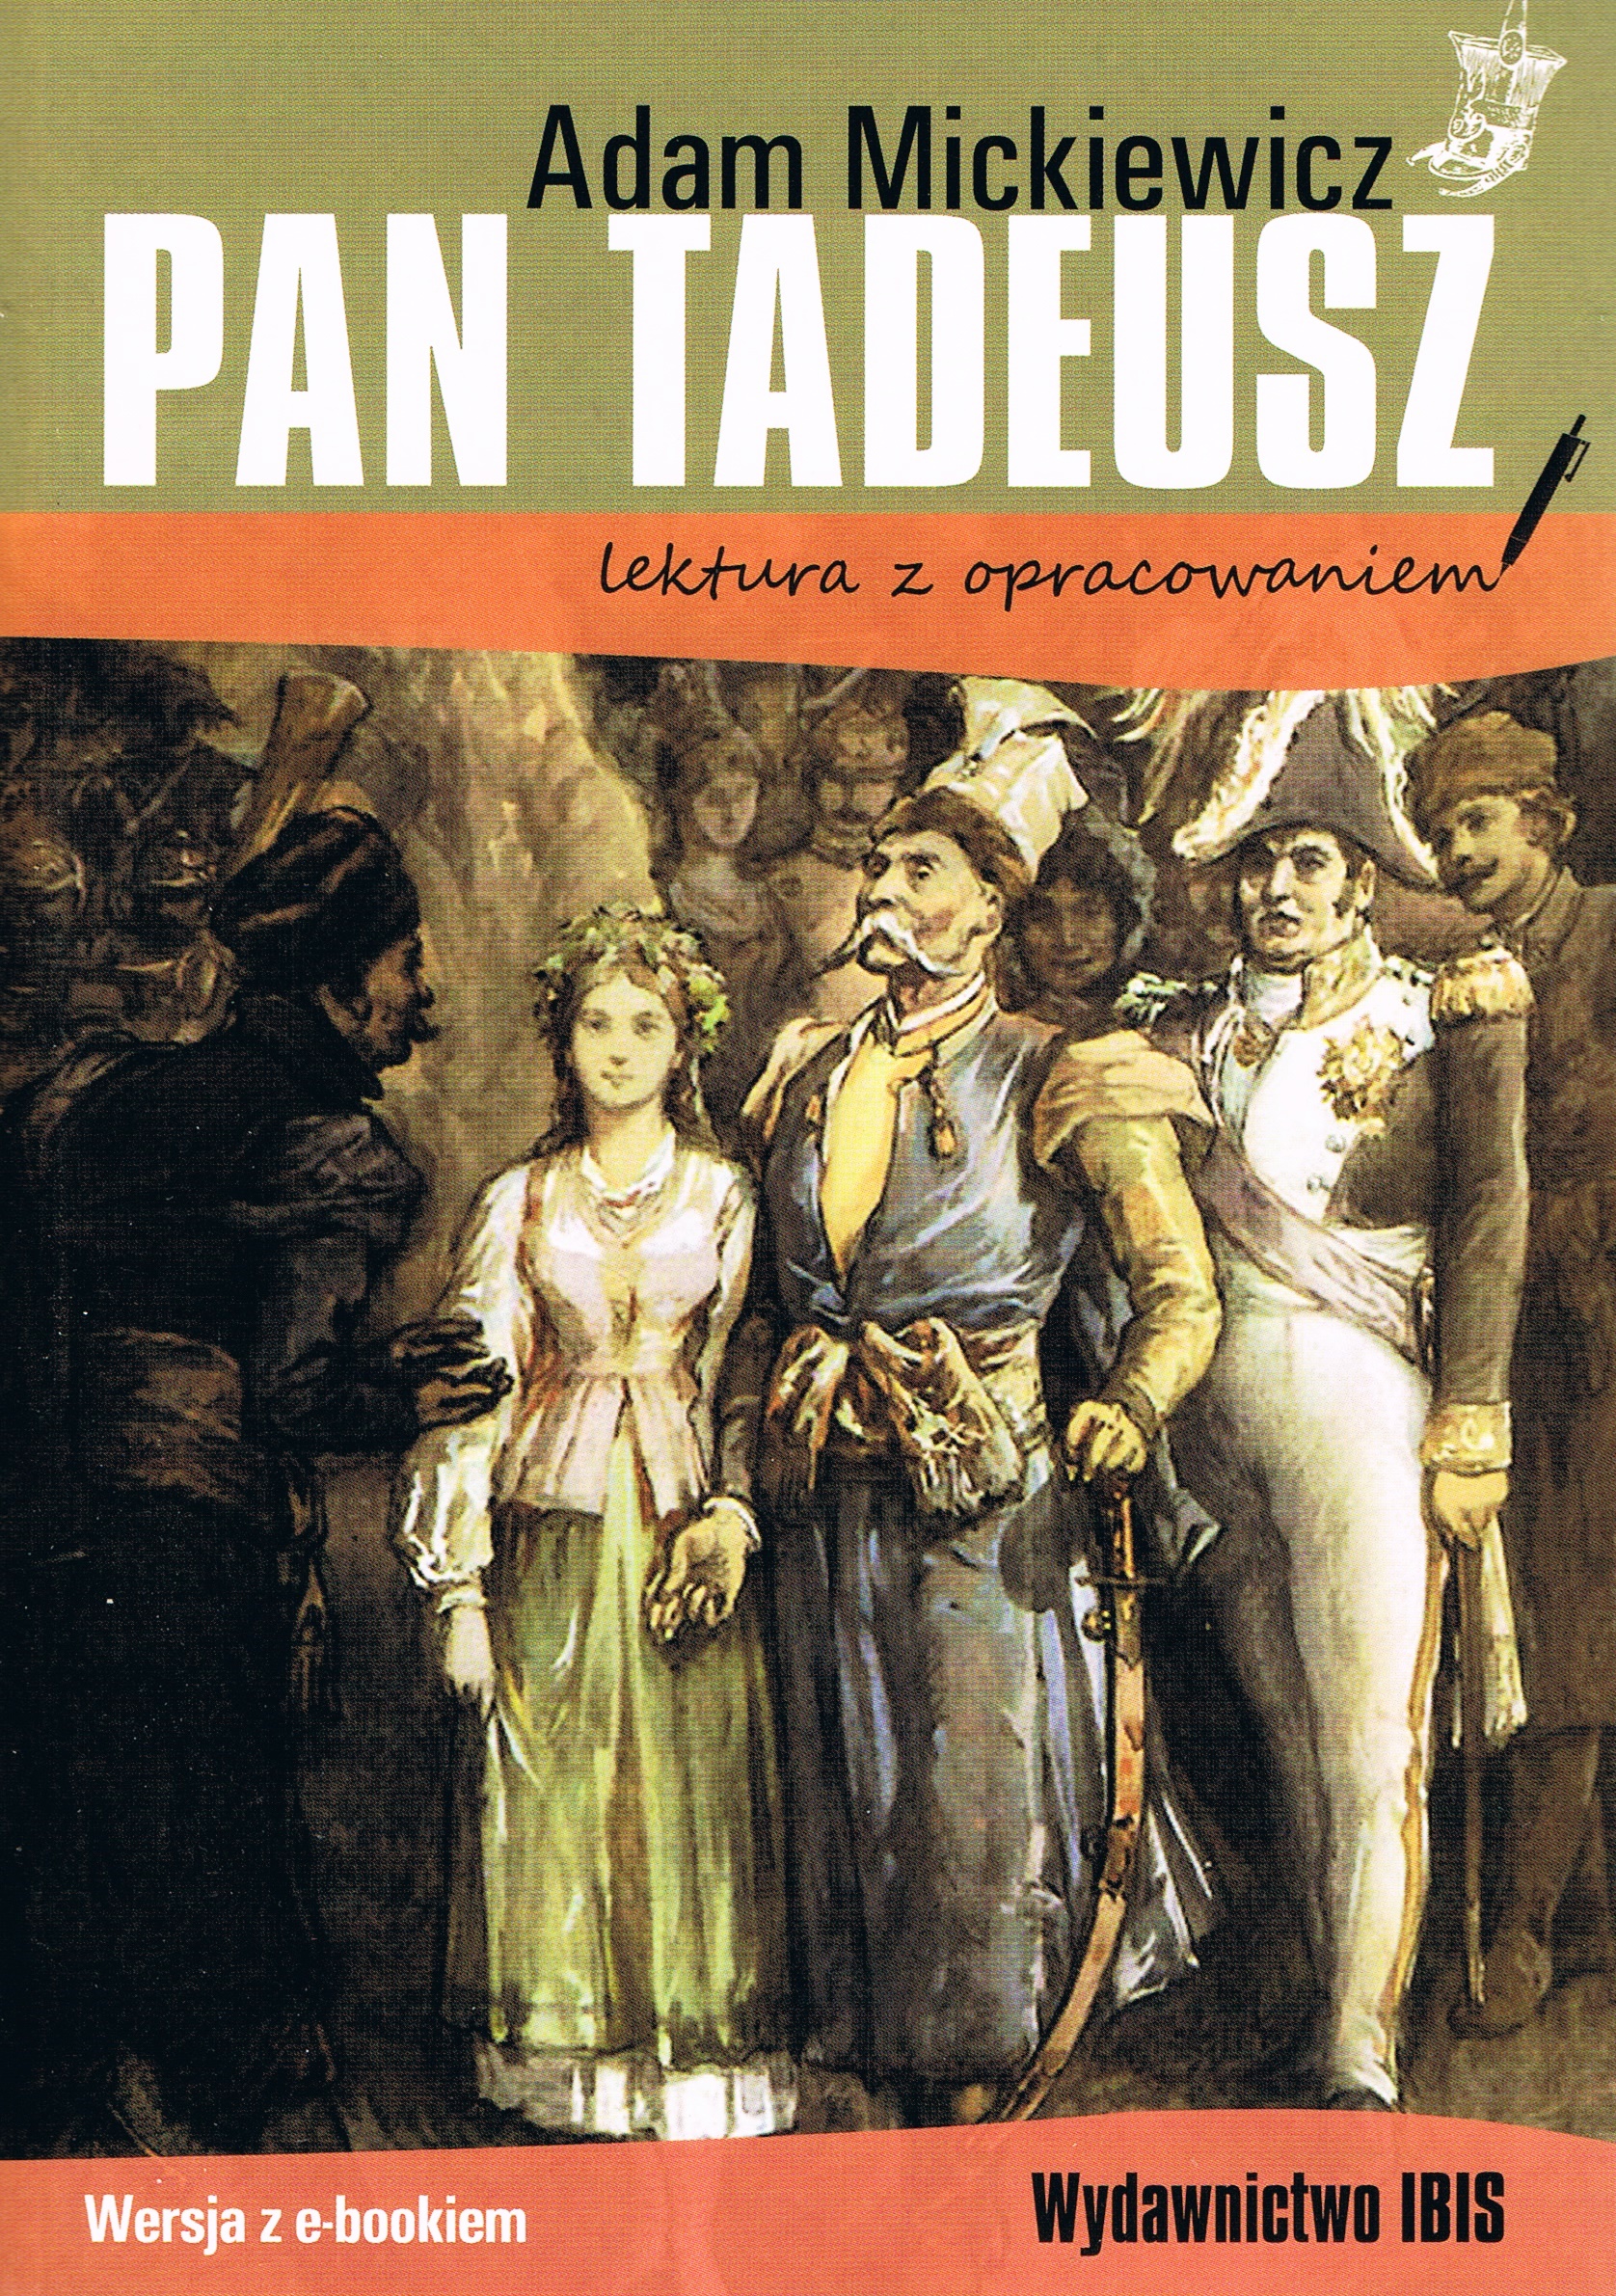 Adam Mickiewicz
PAN TADEUSZ
lektura z opracowaniem
Wersja z e-bookiem
Wydawnictwo IBIS